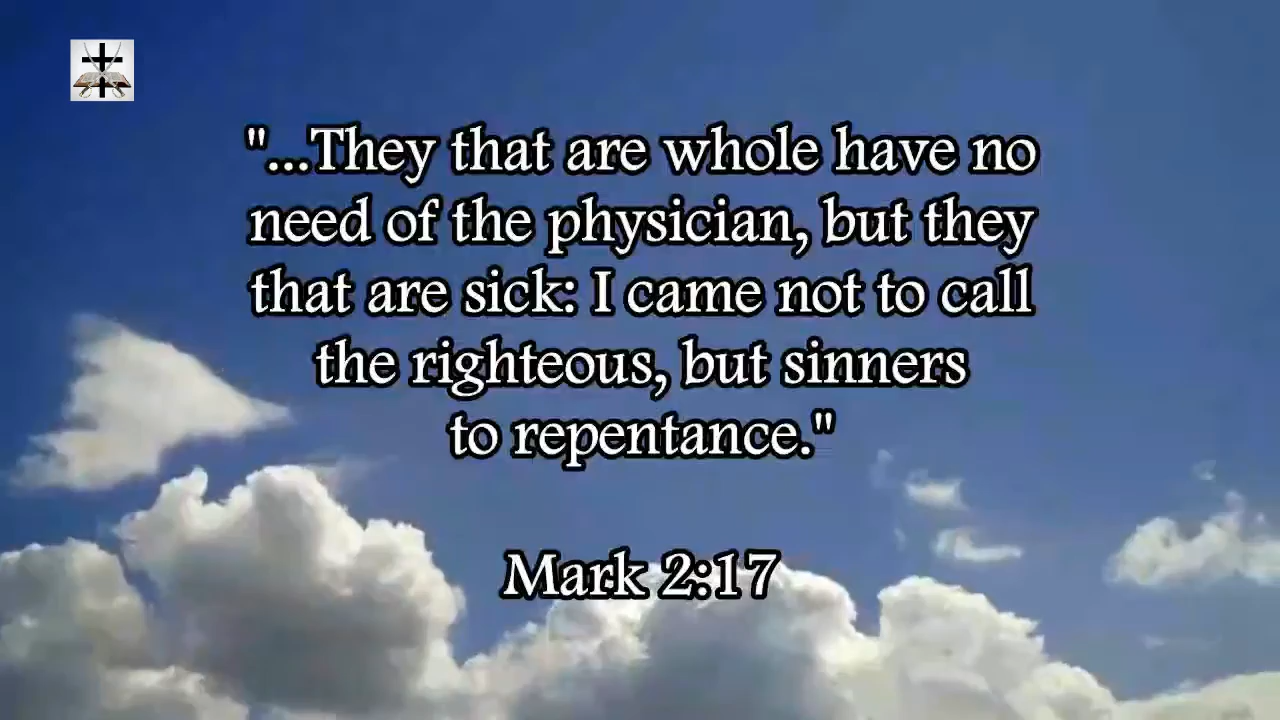 "...They that are whole have no
need of the physician, but they
that are sick: I came not to call
the righteous, but sinners
to repentance."
Mark 2:17